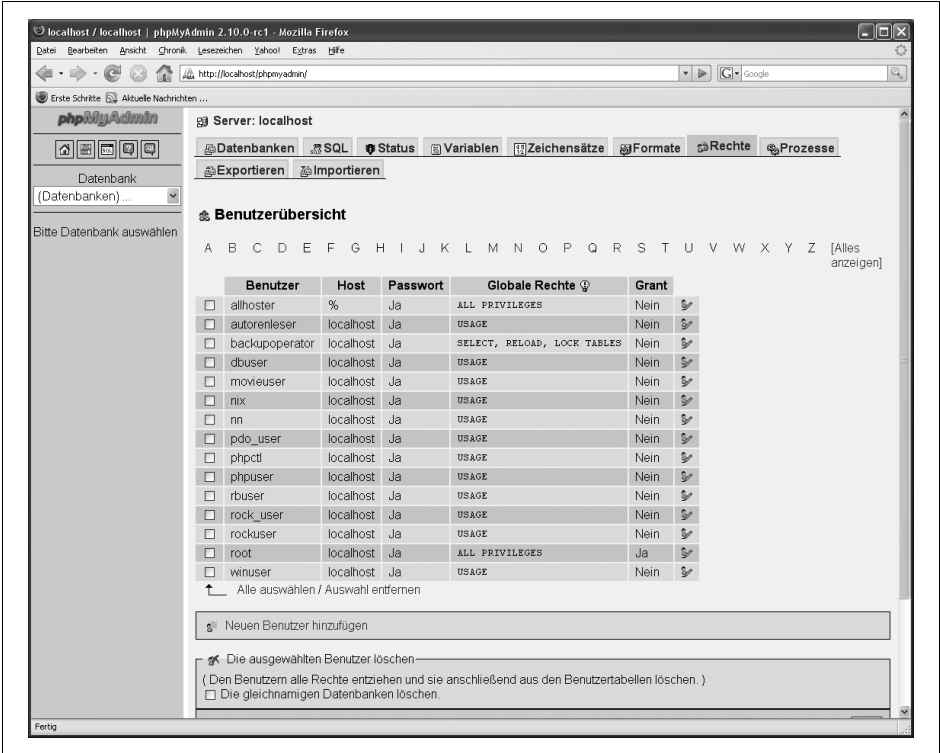 localhost / localhost | phpMyAdmin 2.10.0-rc1 - Mozilla Firefox
Datei Bearbeiten Ansicht Chronik Lesezeichen Yahoo! Extras Hilfe
http://localhost/phpmyadmin/
Google
Erste Schritte Aktuelle Nachrichten ...
phpMyAdmin
Datenbank
(Datenbanken) ...
Bitte Datenbank auswählen
Server: localhost
Datenbanken SQL Status Variablen Zeichensätze Formate Rechte Prozesse
Exportieren Importieren
Benutzerübersicht
A B C D E F G H I J K L M N O P Q R S T U V W X Y Z [Alles
anzeigen]
Benutzer Host Passwort Globale Rechte Grant
allhoster % Ja ALL PRIVILEGES Nein
autorenleser localhost Ja USAGE Nein
backupoperator localhost Ja SELECT, RELOAD, LOCK TABLES Nein
dbuser localhost Ja USAGE Nein
movieuser localhost Ja USAGE Nein
nix localhost Ja USAGE Nein
nn localhost Ja USAGE Nein
pdo_user localhost Ja USAGE Nein
phpctl localhost Ja USAGE Nein
phpuser localhost Ja USAGE Nein
rbuser localhost Ja USAGE Nein
rock_user localhost Ja USAGE Nein
rockuser localhost Ja USAGE Nein
root localhost Ja ALL PRIVILEGES Ja
winuser localhost Ja USAGE Nein
Alle auswählen / Auswahl entfernen
Neuen Benutzer hinzufügen
Die ausgewählten Benutzer löschen
( Den Benutzern alle Rechte entziehen und sie anschließend aus den Benutzertabellen löschen. )
Die gleichnamigen Datenbanken löschen.
Fertig